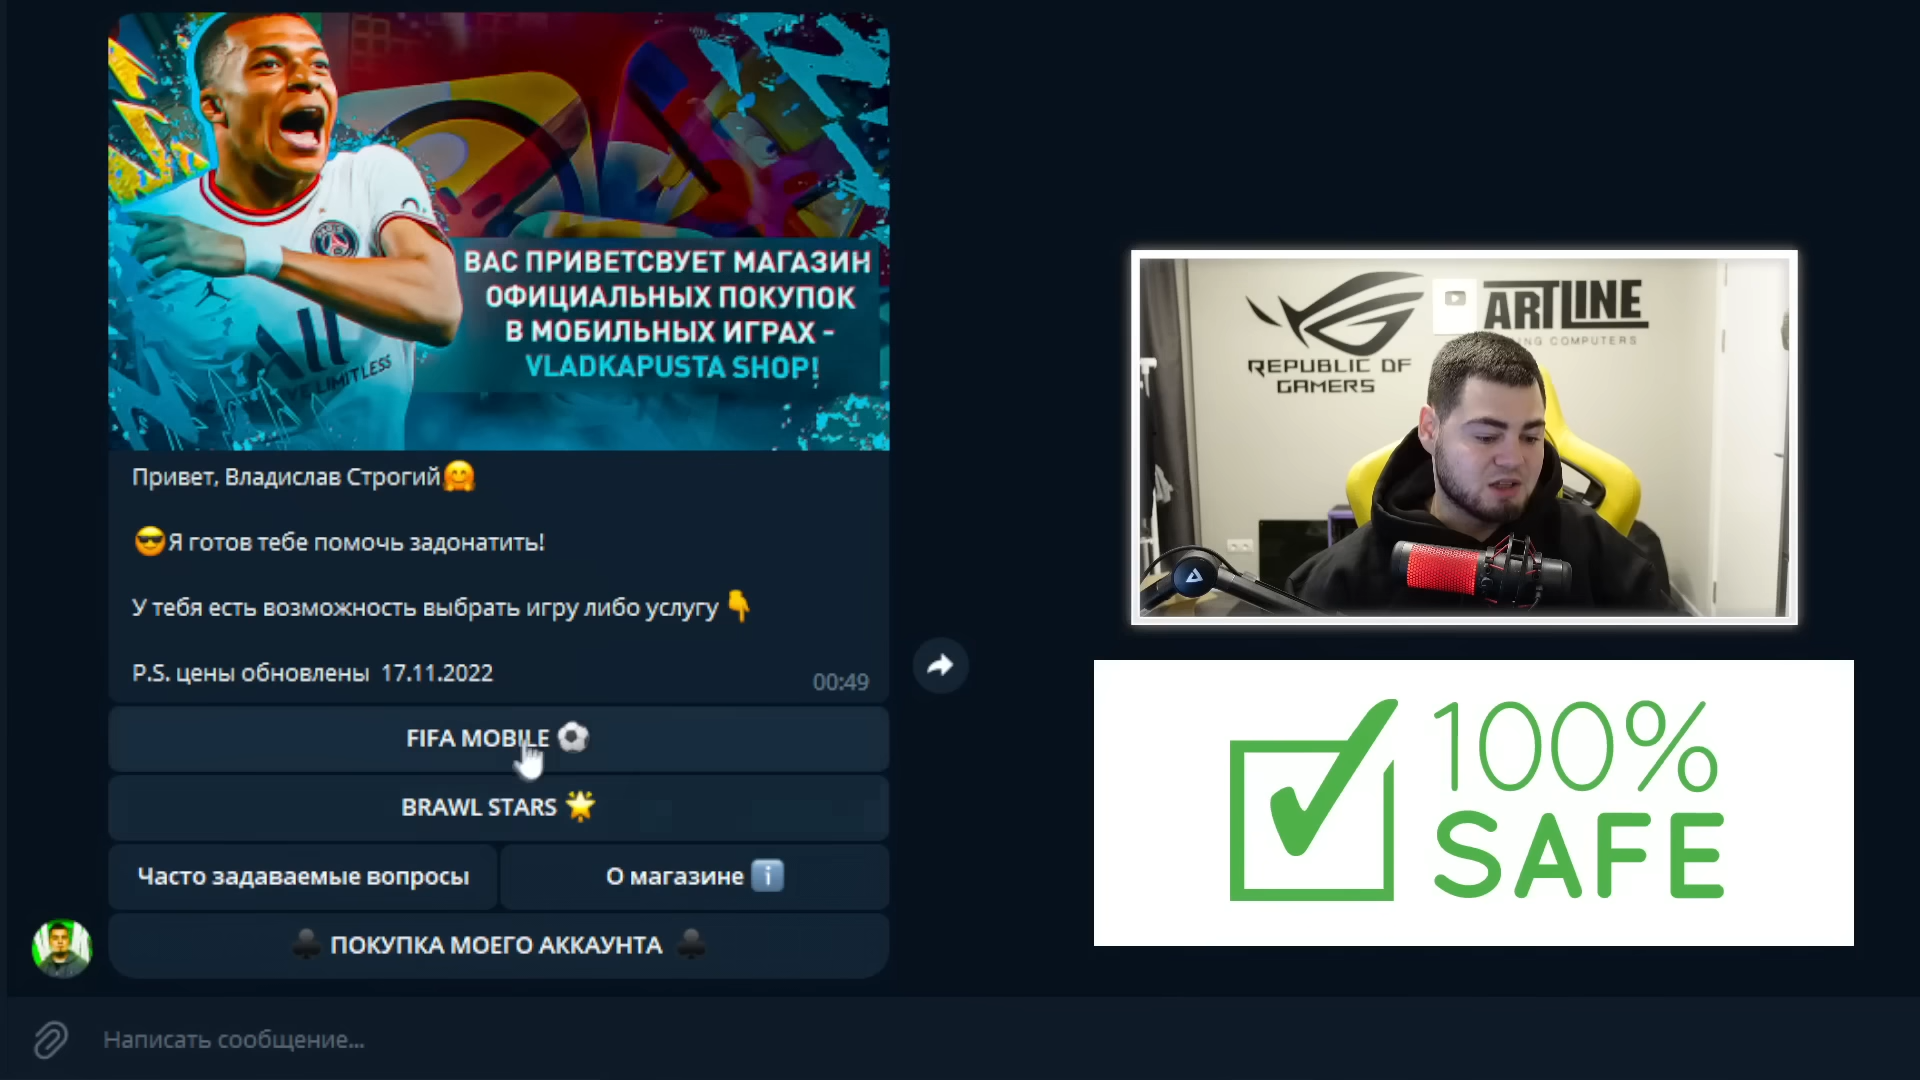 ВАС ПРИВЕТСВУЕТ МАГАЗИН
ОФИЦИАЛЬНЫХ ПОКУПОК
В МОБИЛЬНЫХ ИГРАХ -
VLADKAPUSTA SHOP!
LIMITLESS
Привет, Владислав Строгий🤗
😎Я готов тебе помочь задонатить!
У тебя есть возможность выбрать игру либо услугу 👇
P.S. цены обновлены 17.11.2022
00:49
FIFA MOBILE ⚽
BRAWL STARS 🌟
Часто задаваемые вопросы
О магазине ℹ️
♣️ ПОКУПКА МОЕГО АККАУНТА ♣️
Написать сообщение...
REPUBLIC OF
GAMERS
ARTLINE
COMPUTERS
100%
SAFE